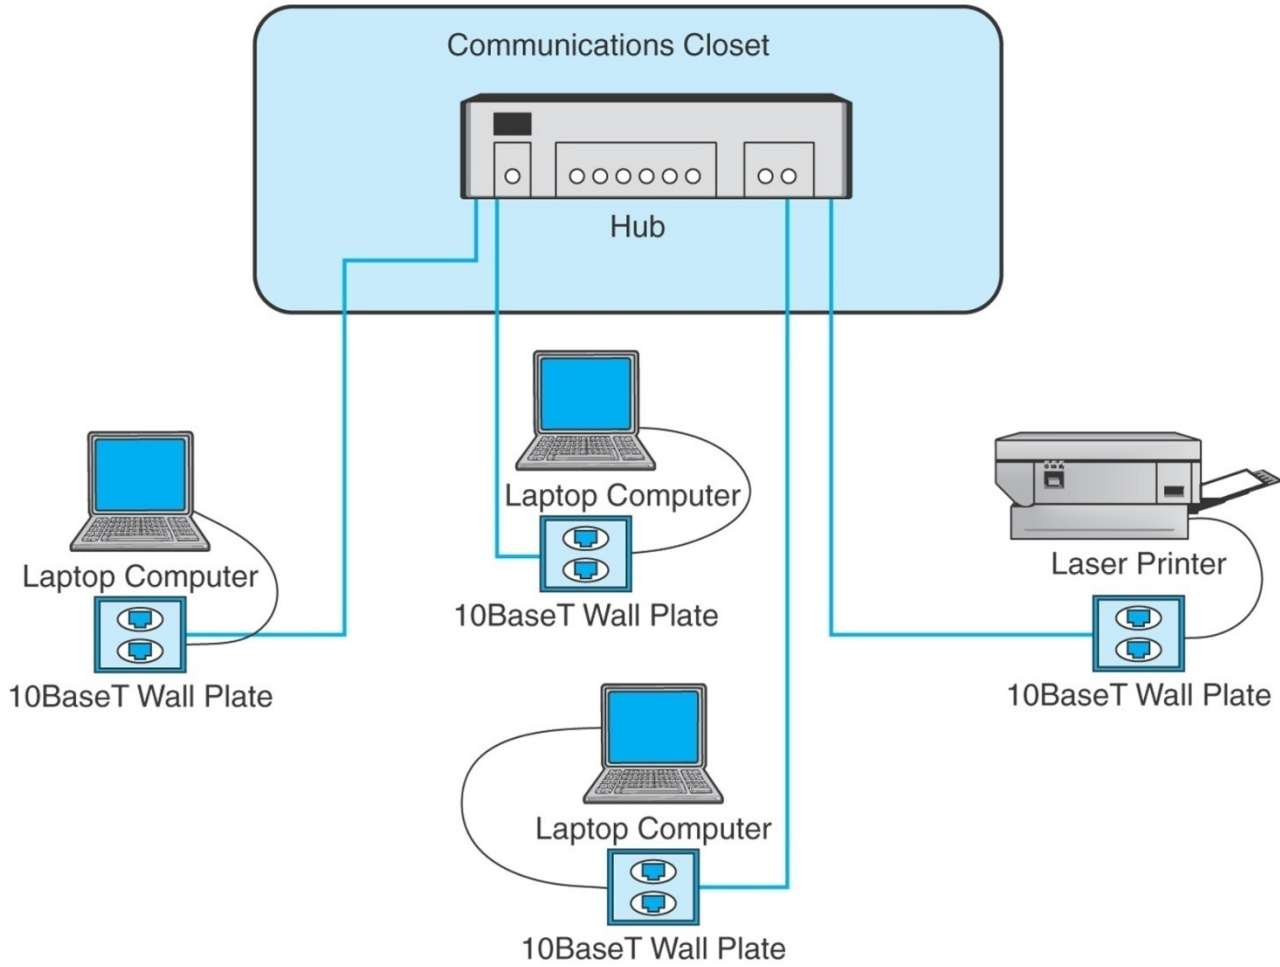 Communications Closet
Hub
Laptop Computer
10BaseT Wall Plate
Laptop Computer
10BaseT Wall Plate
Laser Printer
10BaseT Wall Plate
Laptop Computer
10BaseT Wall Plate